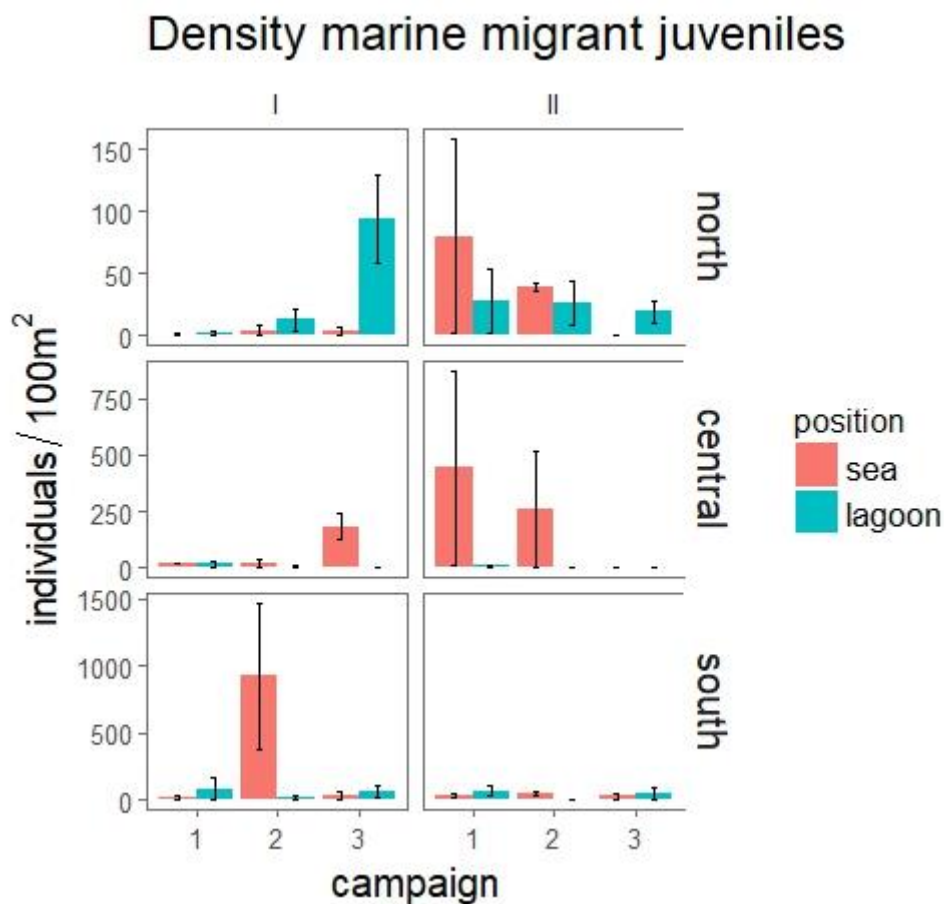 Density marine migrant juveniles
I II
150
100
50
0
north
750
500
250
0
central
1500
1000
500
0
south
1 2 3 1 2 3
campaign
individuals / 100m²
position
sea
lagoon